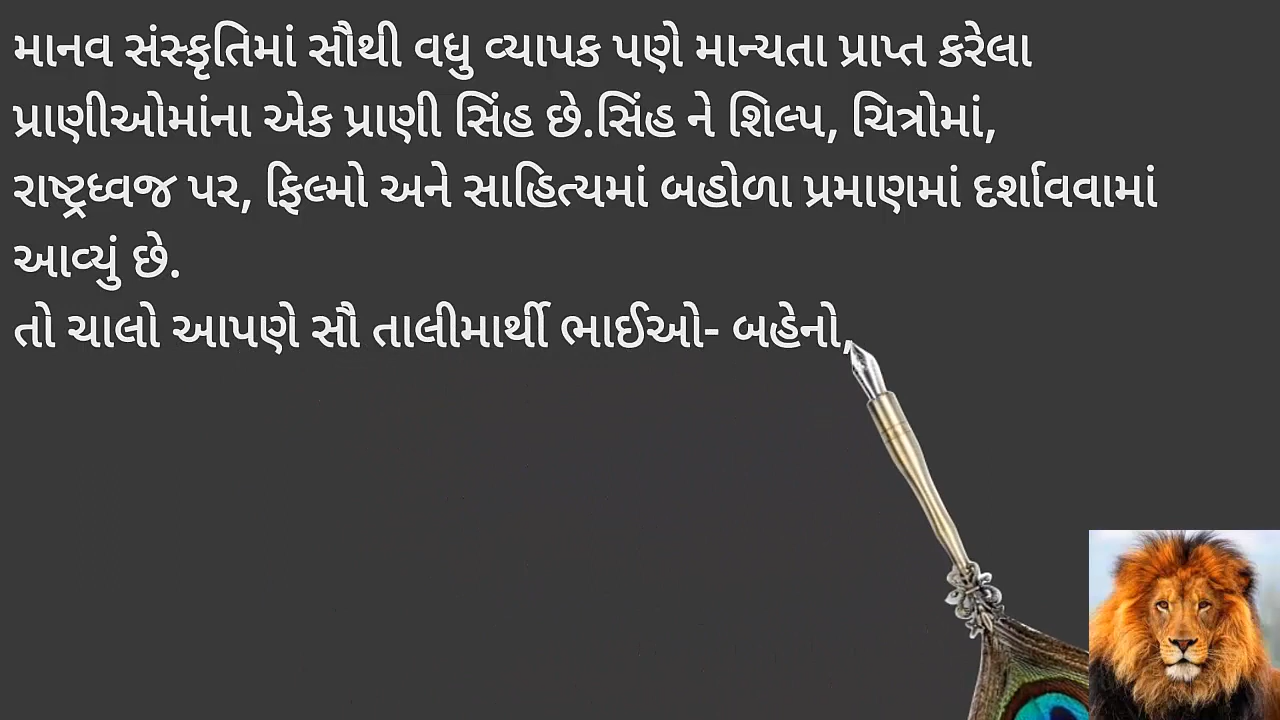 માનવ સંસ્કૃતિમાં સૌથી વધુ વ્યાપક પણે માન્યતા પ્રાપ્ત કરેલા
પ્રાણીઓમાંના એક પ્રાણી સિંહ છે.સિંહ ને શિલ્પ, ચિત્રોમાં,
રાષ્ટ્રધ્વજ પર, ફિલ્મો અને સાહિત્યમાં બહોળા પ્રમાણમાં દર્શાવવામાં
આવ્યું છે.
તો ચાલો આપણે સૌ તાલીમાર્થી ભાઈઓ- બહેનો,